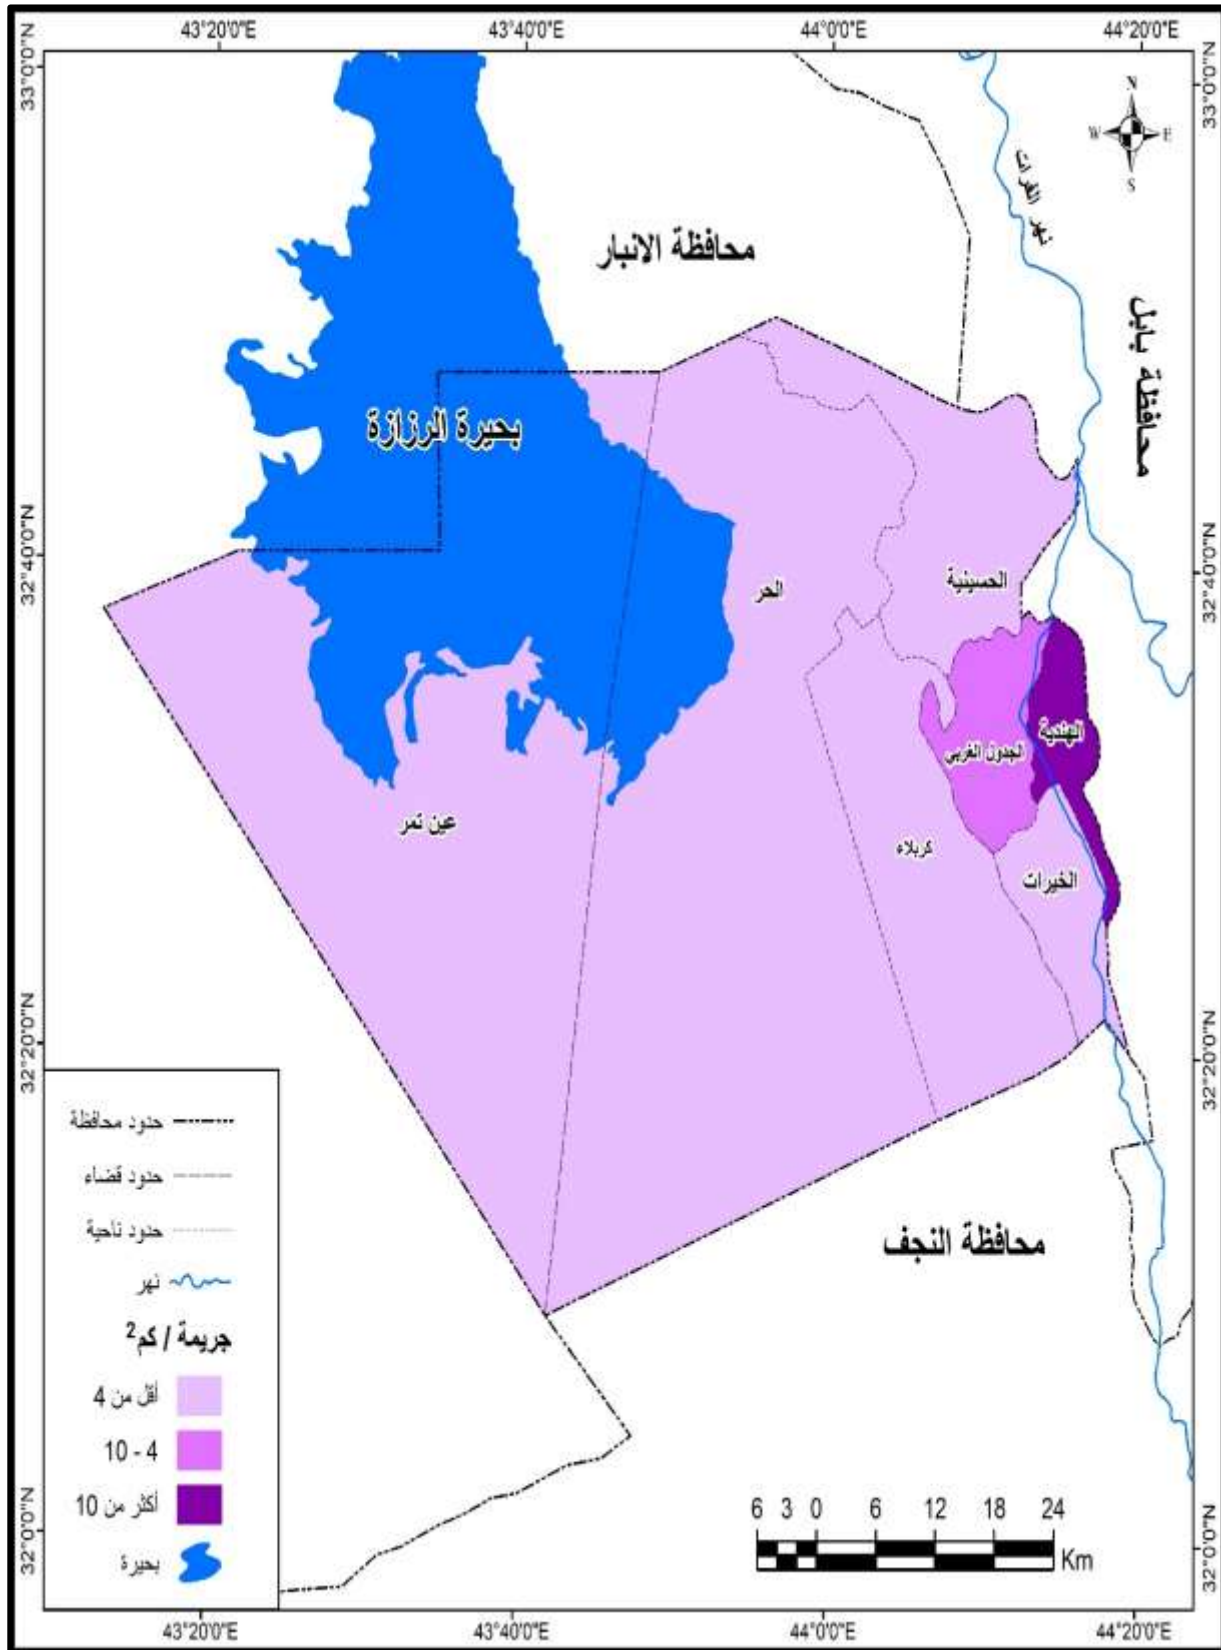 43°20'0"E 43°40'0"E 44°0'0"E 44°20'0"E
33°0'0"N
33°0'0"N
N
W E
S
نهر الفرات
محافظة الانبار
محافظة بابل
بحيرة الرزازة
32°40'0"N
32°40'0"N
الحسينية
الحر
الهندية
الجدول الغربي
عين تمر
كربلاء
الخيرات
32°20'0"N
32°20'0"N
محافظة النجف
حدود محافظة
حدود قضاء
حدود ناحية
نهر
جريمة / كم2
أقل من 4
4 - 10
أكثر من 10
بحيرة
6 3 0 6 12 18 24
Km
32°0'0"N
32°0'0"N
43°20'0"E 43°40'0"E 44°0'0"E 44°20'0"E